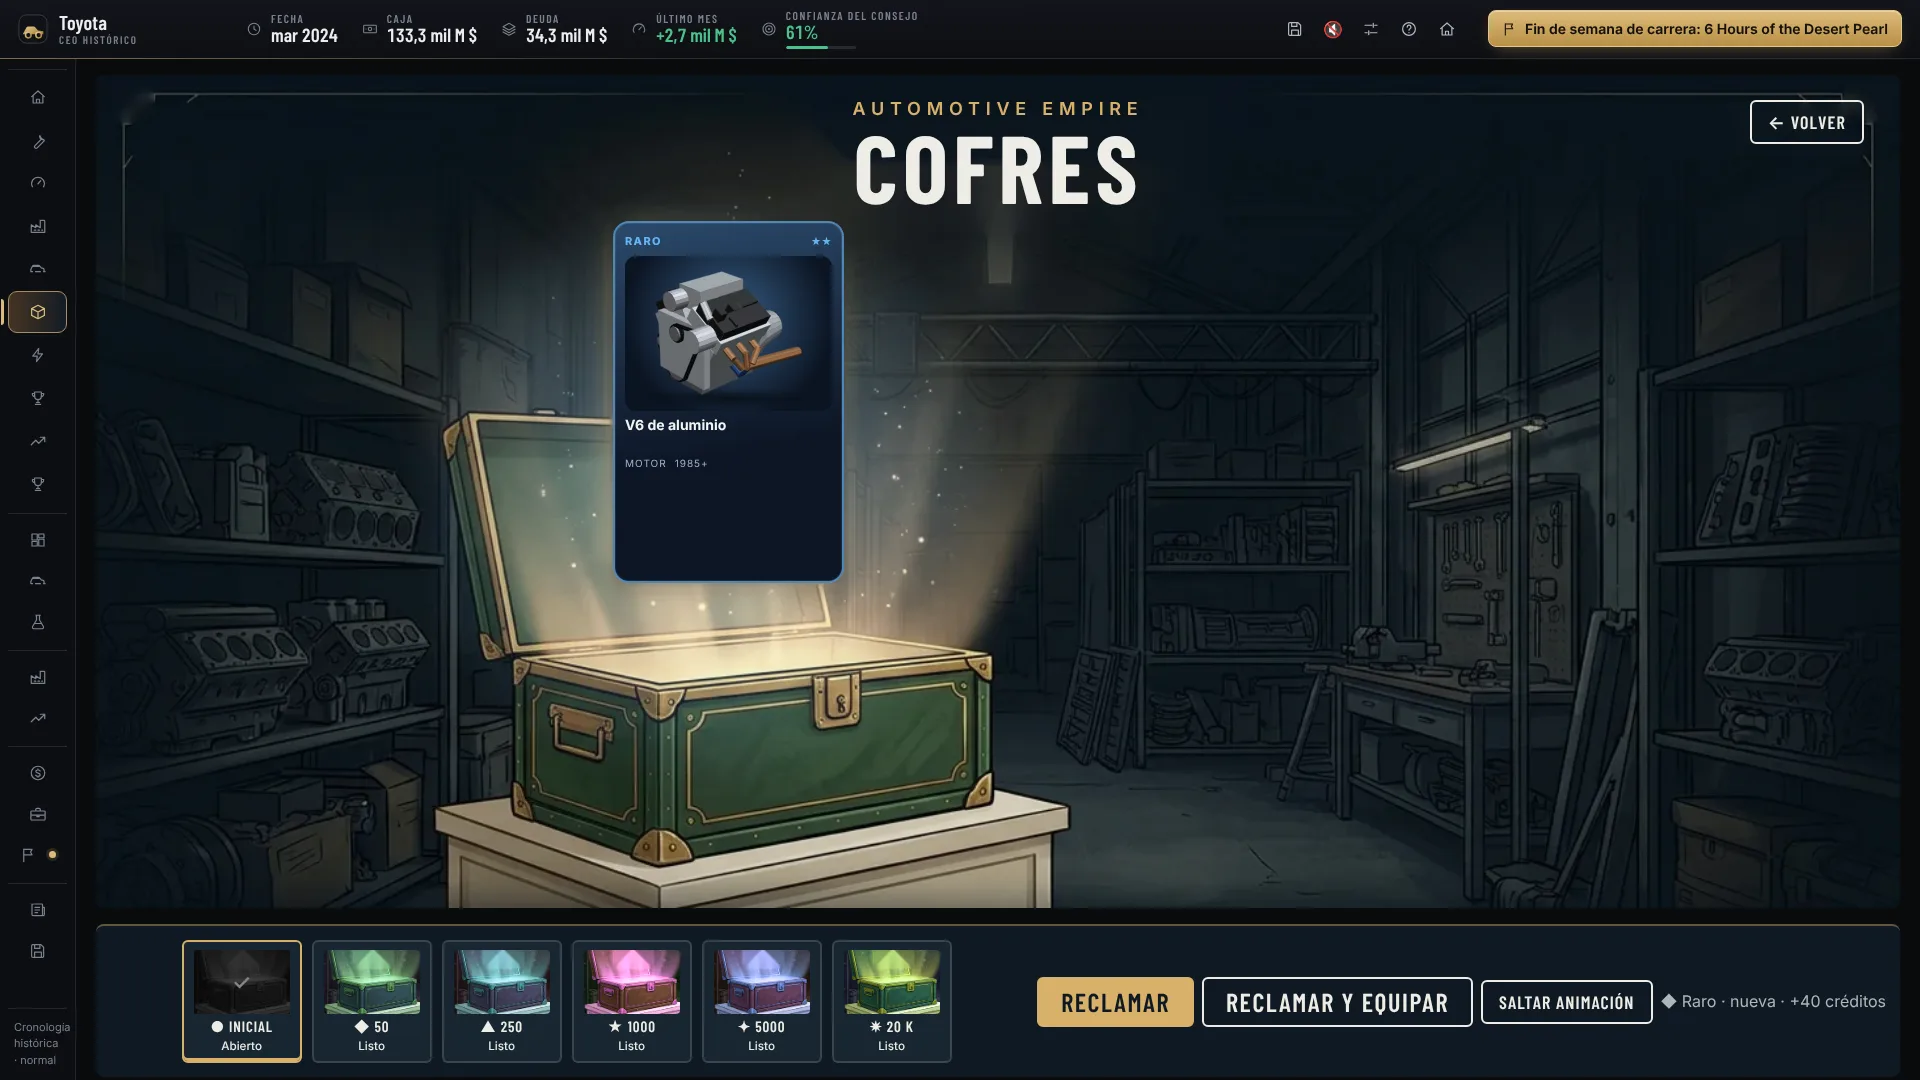 Toyota
CEO HISTÓRICO
FECHA
mar 2024
CAJA
133,3 mil M $
DEUDA
34,3 mil M $
ÚLTIMO MES
+2,7 mil M $
CONFIANZA DEL CONSEJO
61%
Fin de semana de carrera: 6 Hours of the Desert Pearl
AUTOMOTIVE EMPIRE
COFRES
← VOLVER
RARO ★★
V6 de aluminio
MOTOR 1985+
● INICIAL
Abierto
◆ 50
Listo
▲ 250
Listo
★ 1000
Listo
✦ 5000
Listo
✷ 20 K
Listo
RECLAMAR
RECLAMAR Y EQUIPAR
SALTAR ANIMACIÓN
◆ Raro · nueva · +40 créditos
Cronología
histórica
· normal